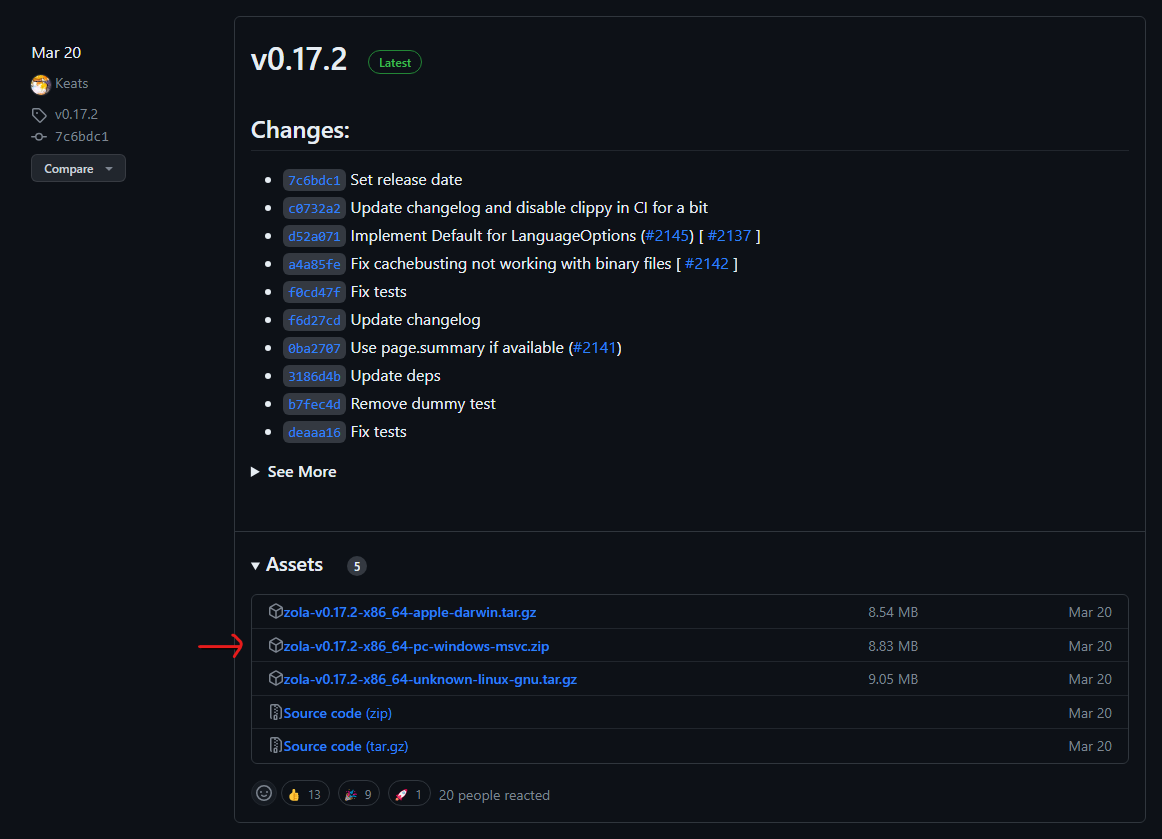 Mar 20
Keats
v0.17.2
7c6bdc1
Compare
v0.17.2 Latest
Changes:
7c6bdc1 Set release date
c0732a2 Update changelog and disable clippy in CI for a bit
d52a071 Implement Default for LanguageOptions (#2145) [ #2137 ]
a4a85fe Fix cachebusting not working with binary files [ #2142 ]
f0cd47f Fix tests
f6d27cd Update changelog
0ba2707 Use page.summary if available (#2141)
3186d4b Update deps
b7fec4d Remove dummy test
deaaa16 Fix tests
See More
Assets 5
zola-v0.17.2-x86_64-apple-darwin.tar.gz 8.54 MB Mar 20
zola-v0.17.2-x86_64-pc-windows-msvc.zip 8.83 MB Mar 20
zola-v0.17.2-x86_64-unknown-linux-gnu.tar.gz 9.05 MB Mar 20
Source code (zip) Mar 20
Source code (tar.gz) Mar 20
13 9 1 20 people reacted